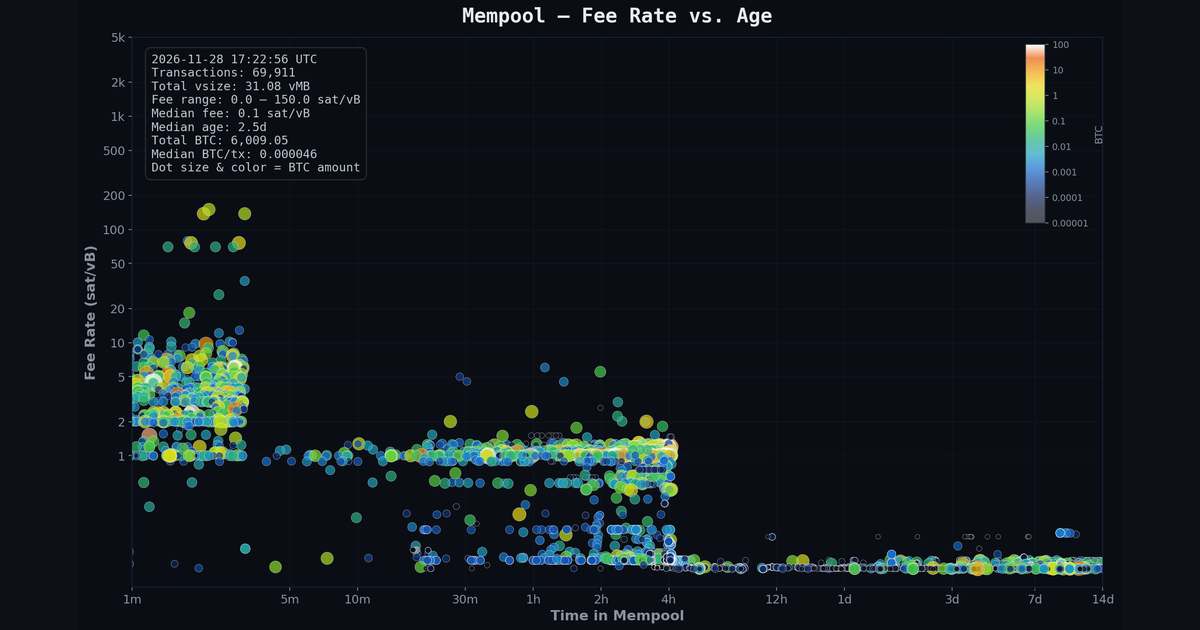 Mempool — Fee Rate vs. Age
2026-11-28 17:22:56 UTC
Transactions: 69,911
Total vsize: 31.08 vMB
Fee range: 0.0 – 150.0 sat/vB
Median fee: 0.1 sat/vB
Median age: 2.5d
Total BTC: 6,009.05
Median BTC/tx: 0.000046
Dot size & color = BTC amount
5k
2k
1k
500
200
100
50
20
10
5
2
1
Fee Rate (sat/vB)
100
10
1
0.1
0.01
0.001
0.0001
0.00001
BTC
1m 5m 10m 30m 1h 2h 4h 12h 1d 3d 7d 14d
Time in Mempool